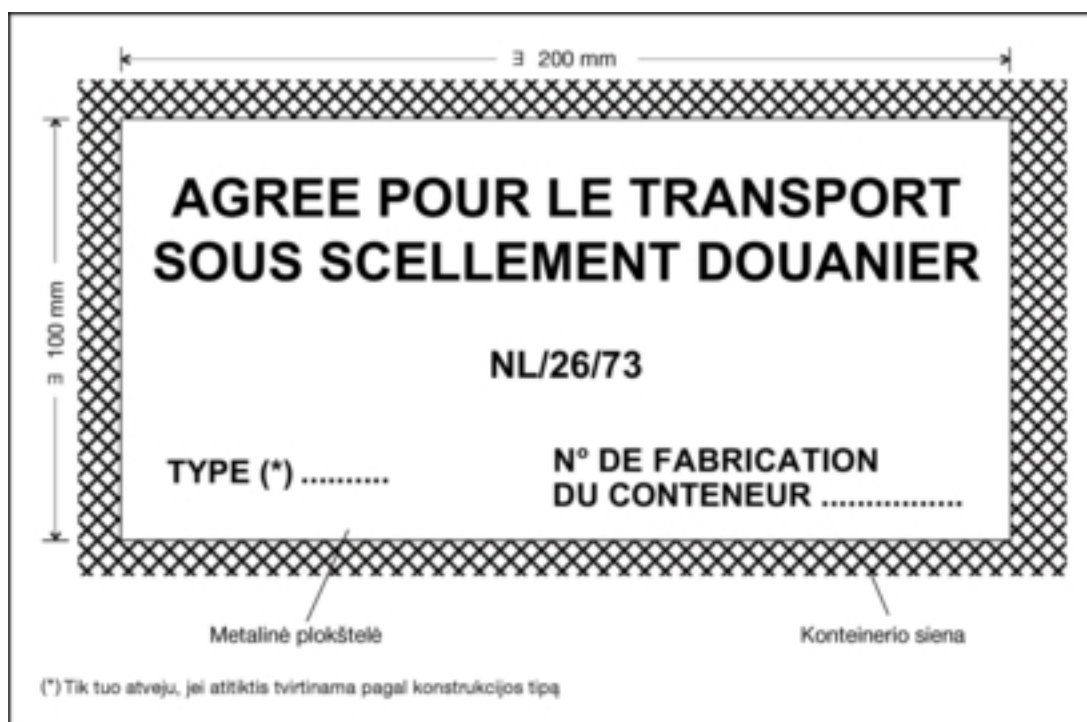 ∃ 200 mm
∃ 100 mm
AGREE POUR LE TRANSPORT
SOUS SCELLEMENT DOUANIER
NL/26/73
TYPE (*) ..........
N° DE FABRICATION
DU CONTENEUR ................
Metalinė plokštelė
Konteinerio siena
(*) Tik tuo atveju, jei atitiktis tvirtinama pagal konstrukcijos tipą